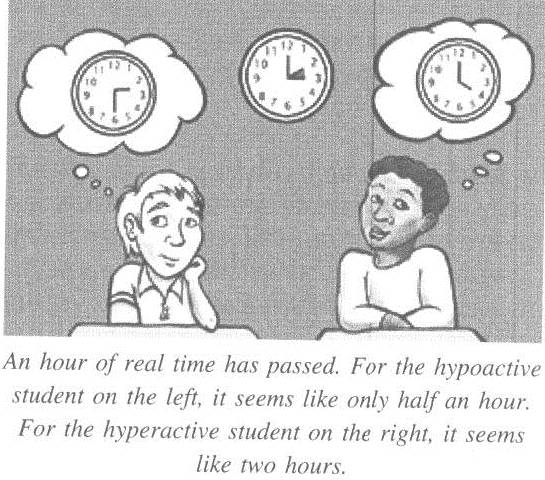 An hour of real time has passed. For the hypoactive
student on the left, it seems like only half an hour.
For the hyperactive student on the right, it seems
like two hours.